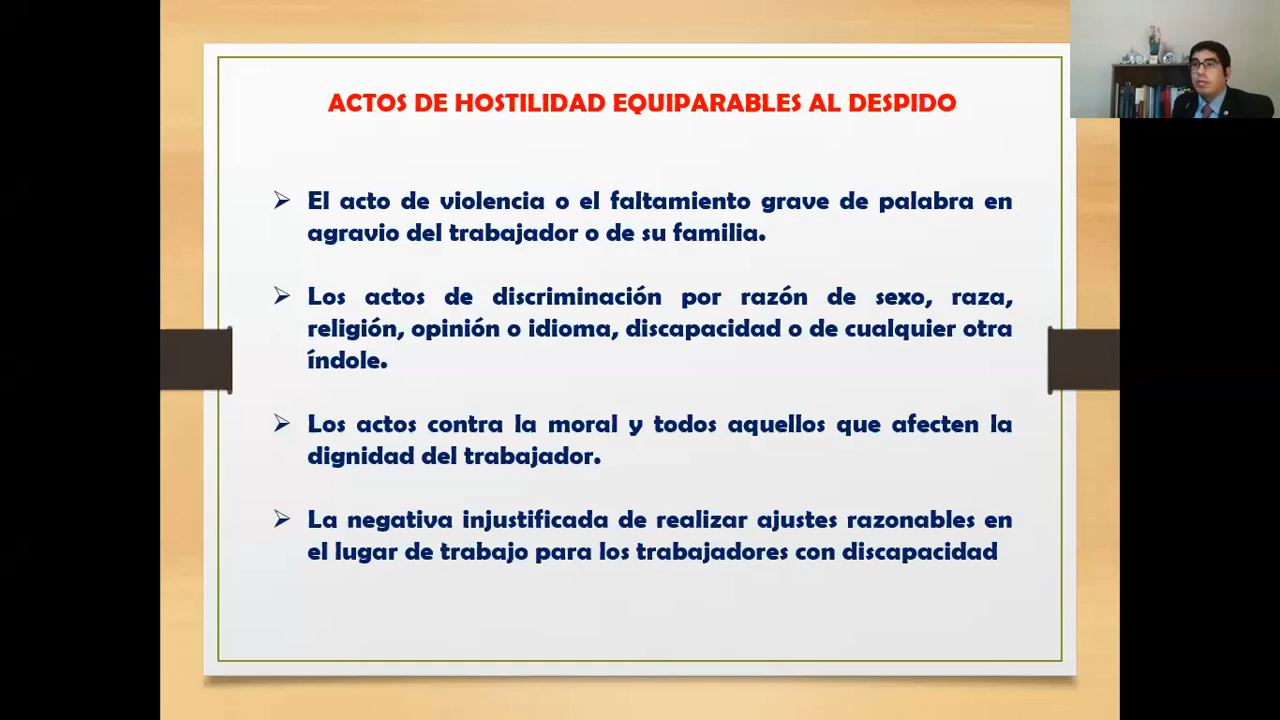 ACTOS DE HOSTILIDAD EQUIPARABLES AL DESPIDO
El acto de violencia o el faltamiento grave de palabra en
agravio del trabajador o de su familia.
Los actos de discriminación por razón de sexo, raza,
religión, opinión o idioma, discapacidad o de cualquier otra
índole.
Los actos contra la moral y todos aquellos que afecten la
dignidad del trabajador.
La negativa injustificada de realizar ajustes razonables en
el lugar de trabajo para los trabajadores con discapacidad